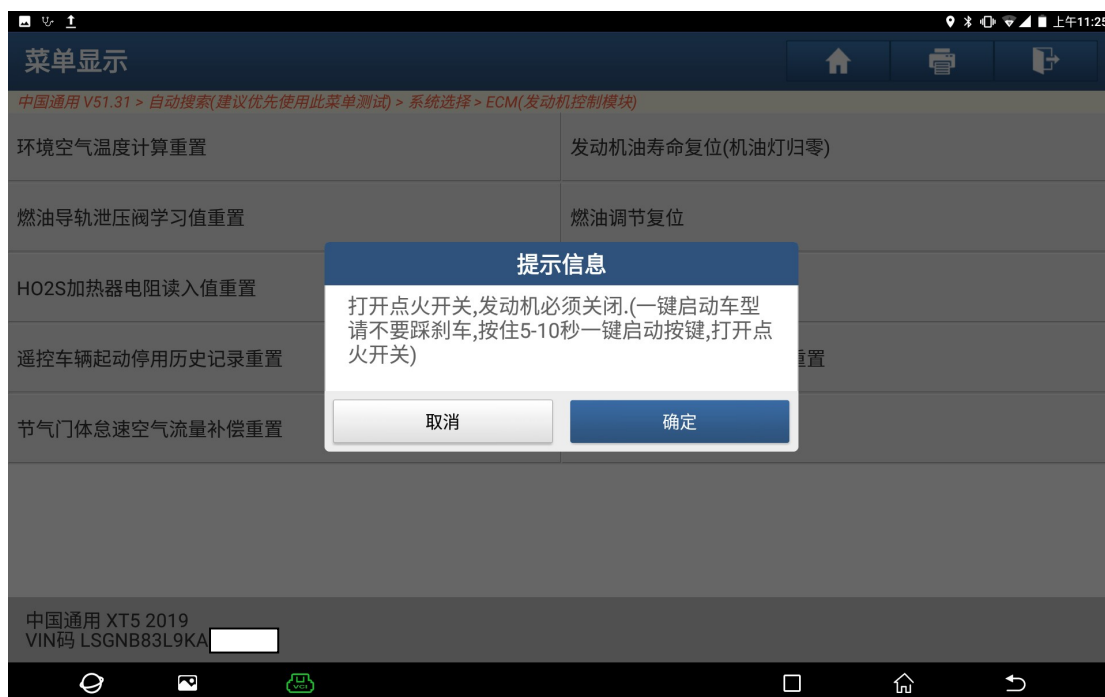 上午11:25
菜单显示
中国通用 V51.31 > 自动搜索(建议优先使用此菜单测试) > 系统选择 > ECM(发动机控制模块)
环境空气温度计算重置
发动机油寿命复位(机油灯归零)
燃油导轨泄压阀学习值重置
燃油调节复位
提示信息
HO2S加热器电阻读入值重置
打开点火开关,发动机必须关闭.(一键启动车型
请不要踩刹车,按住5-10秒一键启动按键,打开点
火开关)
遥控车辆起动停用历史记录重置
重置
取消
确定
节气门体怠速空气流量补偿重置
中国通用 XT5 2019
VIN码 LSGNB83L9KA
VCI